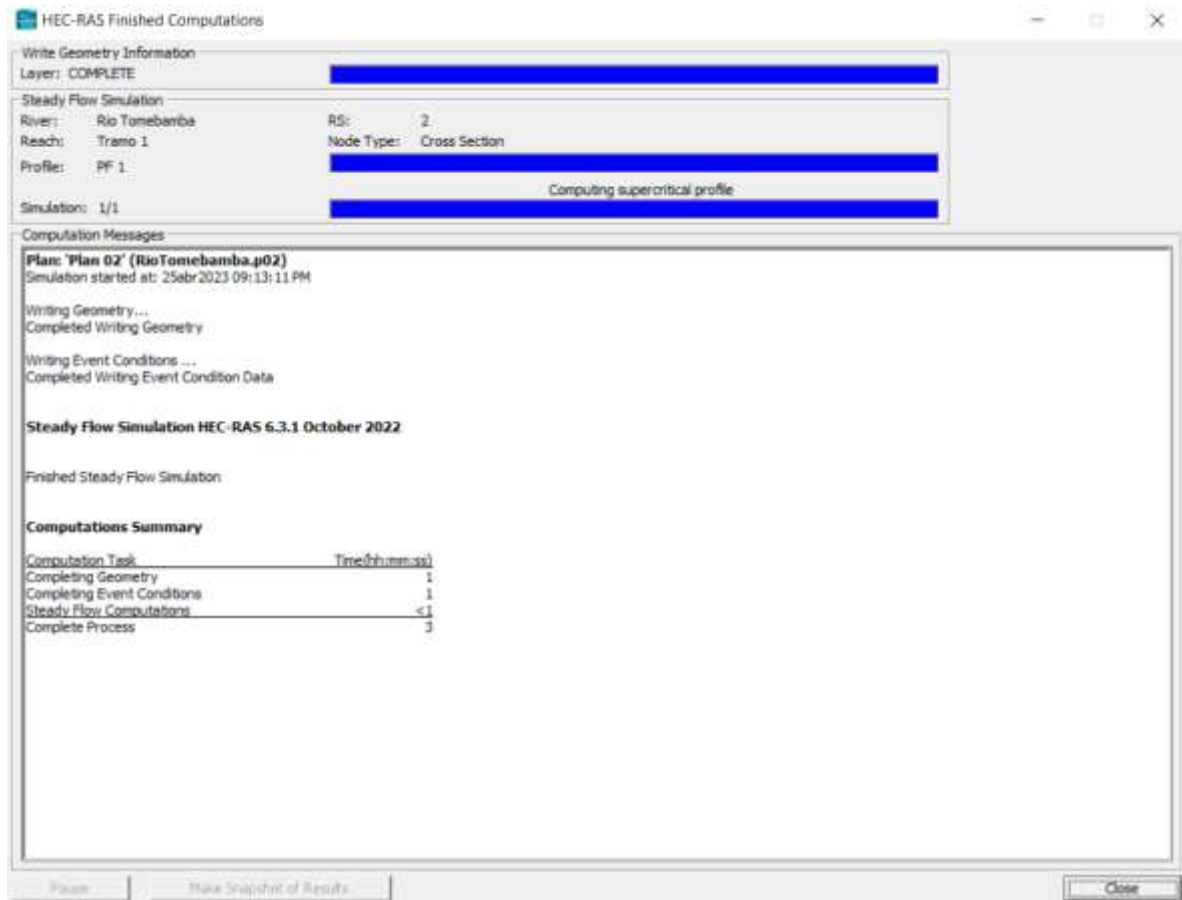 HEC-RAS Finished Computations
Write Geometry Information
Layer: COMPLETE
Steady Flow Simulation
River: Rio Tomebamba RS: 2
Reach: Tramo 1 Node Type: Cross Section
Profile: PF 1
Computing supercritical profile
Simulation: 1/1
Computation Messages
Plan: 'Plan 02' (RioTomebamba.p02)
Simulation started at: 25abr2023 09:13:11 PM
Writing Geometry...
Completed Writing Geometry
Writing Event Conditions ...
Completed Writing Event Condition Data
Steady Flow Simulation HEC-RAS 6.3.1 October 2022
Finished Steady Flow Simulation
Computations Summary
Computation Task Time(hh:mm:ss)
Completing Geometry 1
Completing Event Conditions 1
Steady Flow Computations <1
Complete Process 3
Pause Make Snapshot of Results Close